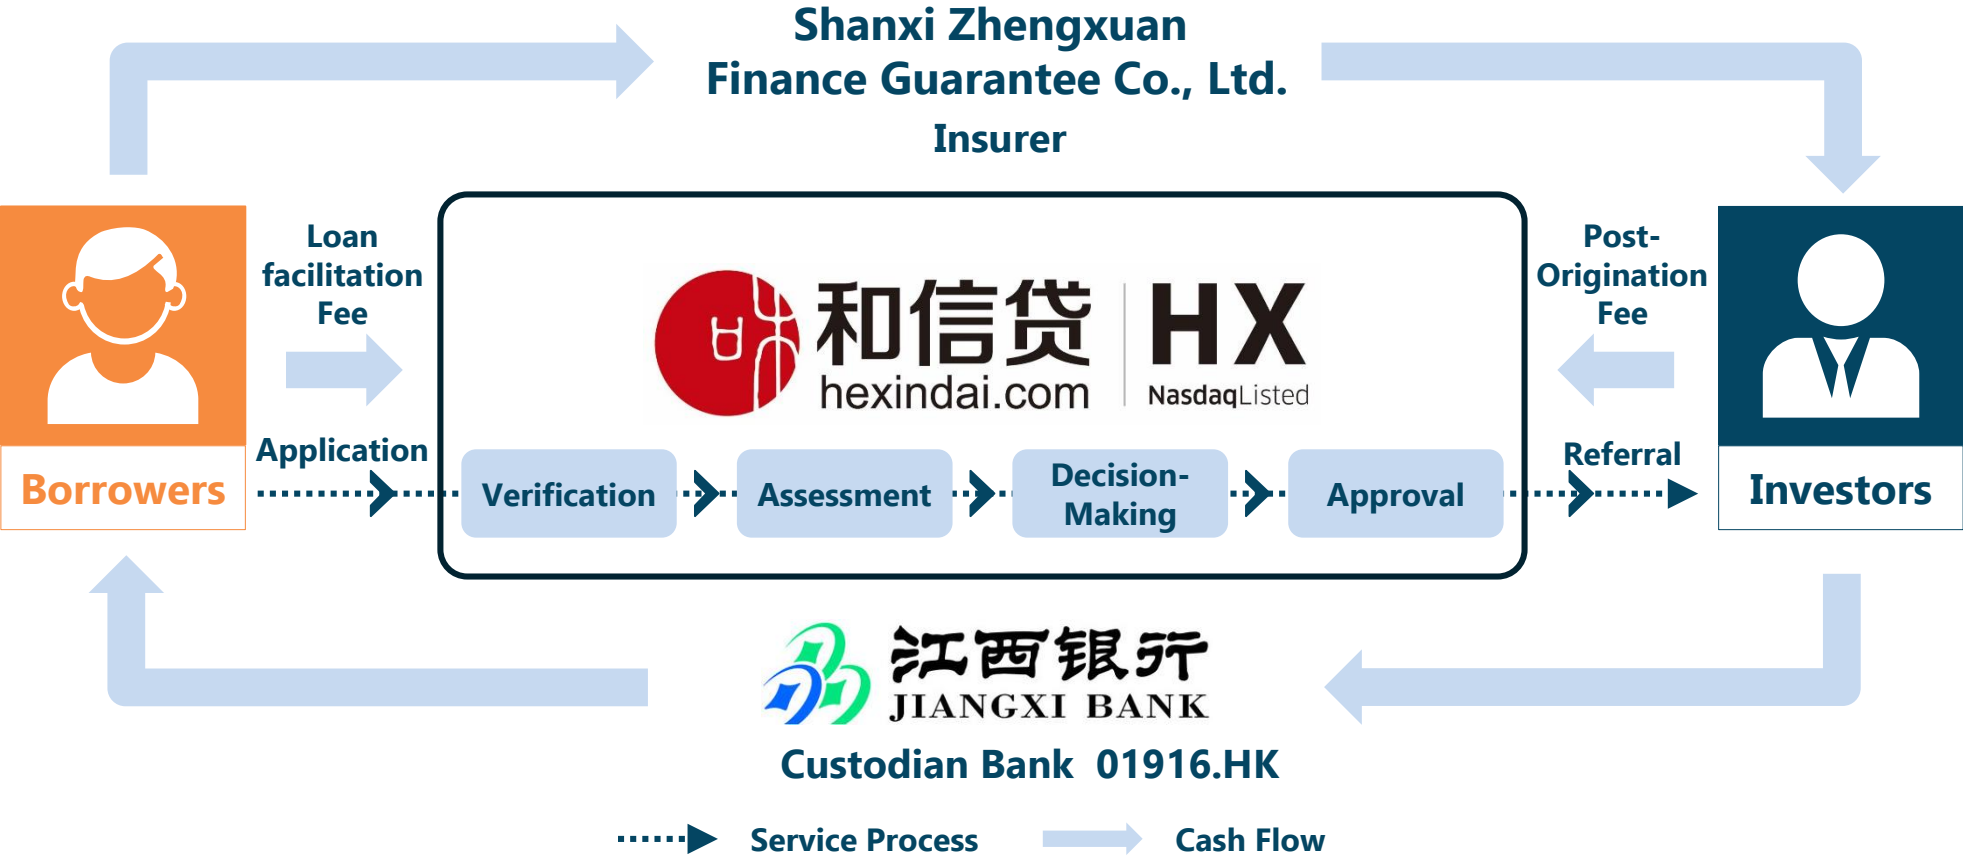 Shanxi Zhengxuan
Finance Guarantee Co., Ltd.
Insurer
Loan
facilitation
Fee
Post-
Origination
Fee
和信贷
hexindai.com
HX
NasdaqListed
Application
Referral
Borrowers
Verification
Assessment
Decision-
Making
Approval
Investors
江西银行
JIANGXI BANK
Custodian Bank 01916.HK
Service Process
Cash Flow